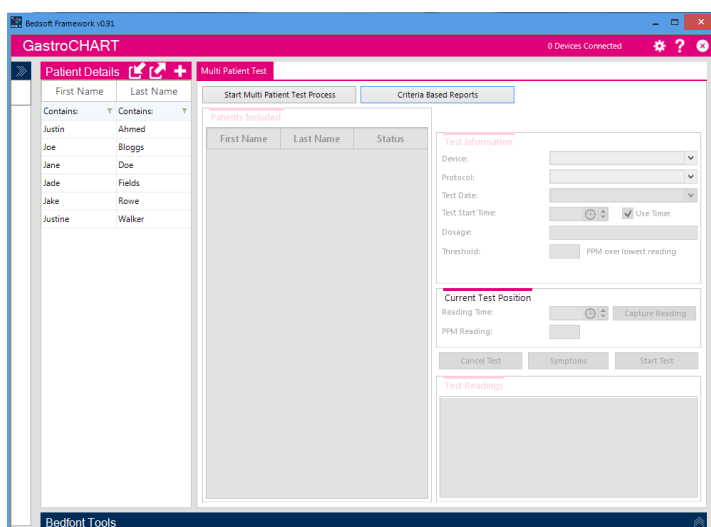 Bedsoft Framework v0.91
GastroCHART
0 Devices Connected
Patient Details
Multi Patient Test
First Name Last Name
Start Multi Patient Test Process Criteria Based Reports
Contains: Contains:
Patients Included
Justin Ahmed
Joe Bloggs
Jane Doe
Jade Fields
Jake Rowe
Justine Walker
First Name Last Name Status
Test Information
Device:
Protocol:
Test Date:
Test Start Time: Use Timer
Dosage:
Threshold: PPM over lowest reading
Current Test Position
Reading Time: Capture Reading
PPM Reading:
Cancel Test Symptoms Start Test
Test Readings
Bedfont Tools